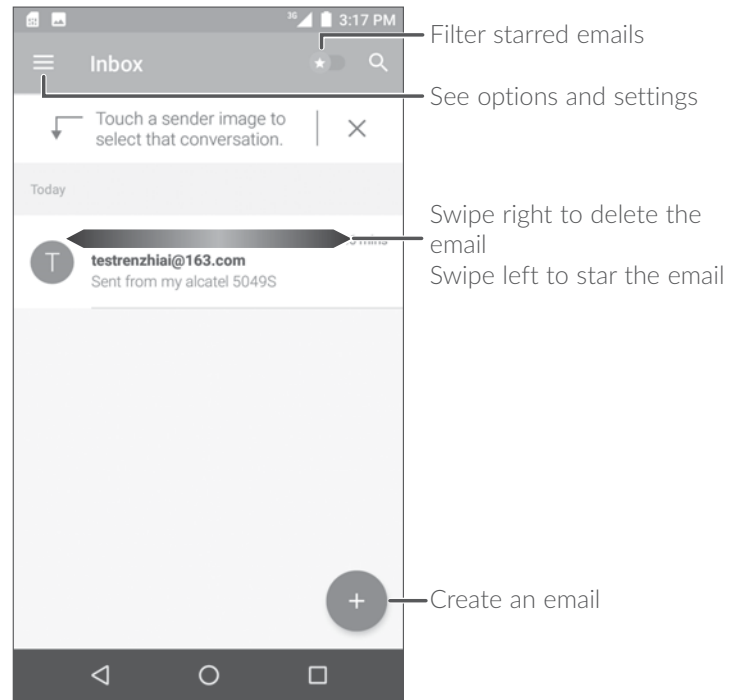 3G 3:17 PM
Inbox
Touch a sender image to
select that conversation.
Today
mins
T
testrenzhiai@163.com
Sent from my alcatel 5049S
+
Filter starred emails
See options and settings
Swipe right to delete the
email
Swipe left to star the email
Create an email